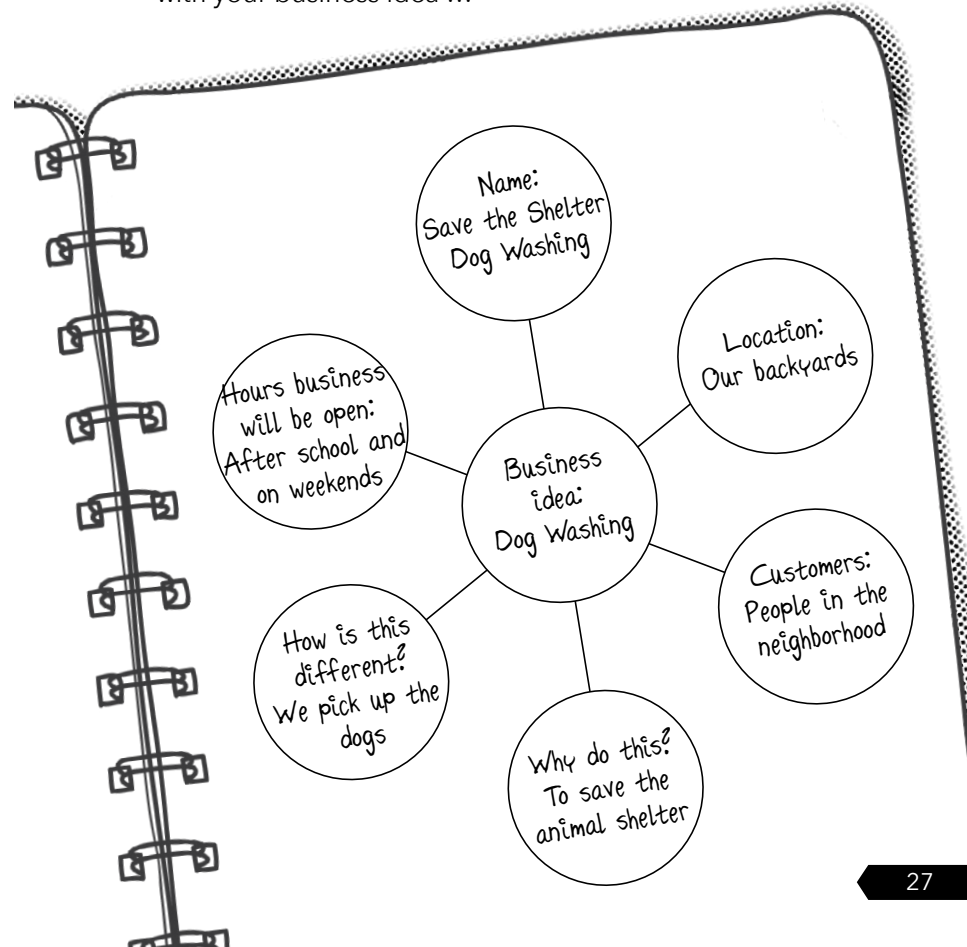 with your business idea ...
Name:
Save the Shelter
Dog Washing
Location:
Our backyards
Hours business
will be open:
After school and
on weekends
Business
idea:
Dog Washing
Customers:
People in the
neighborhood
How is this
different?
We pick up the
dogs
Why do this?
To save the
animal shelter
27